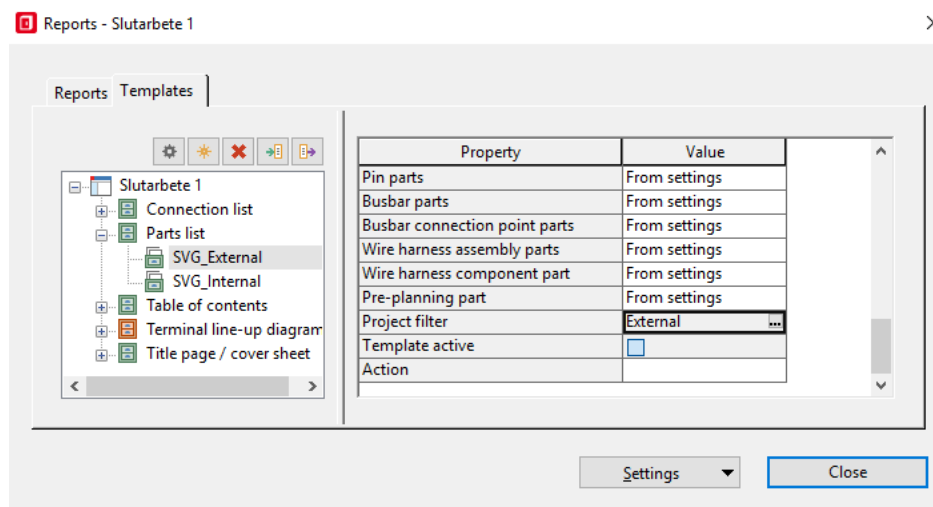 Reports - Slutarbete 1
Reports Templates
Slutarbete 1
Connection list
Parts list
SVG_External
SVG_Internal
Table of contents
Terminal line-up diagram
Title page / cover sheet
Property Value
Pin parts From settings
Busbar parts From settings
Busbar connection point parts From settings
Wire harness assembly parts From settings
Wire harness component part From settings
Pre-planning part From settings
Project filter External ...
Template active
Action
Settings
Close